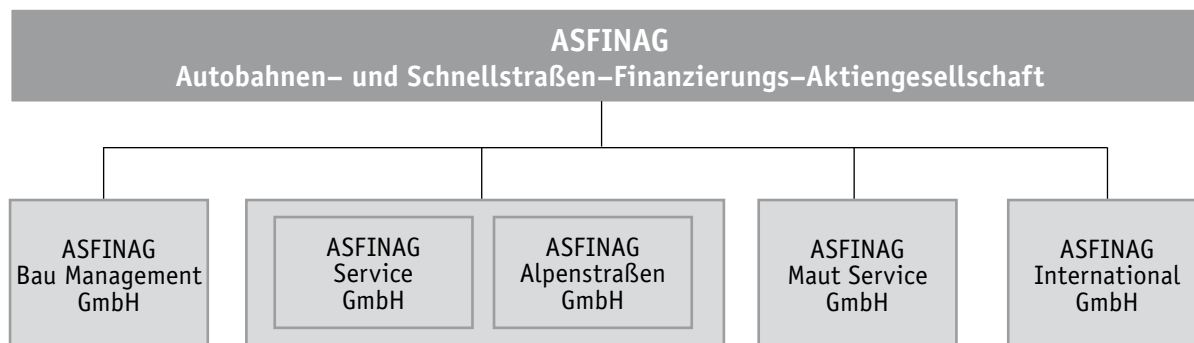 ASFINAG
Autobahnen– und Schnellstraßen–Finanzierungs–Aktiengesellschaft
ASFINAG
Bau Management
GmbH
ASFINAG
Service
GmbH
ASFINAG
Alpenstraßen
GmbH
ASFINAG
Maut Service
GmbH
ASFINAG
International
GmbH